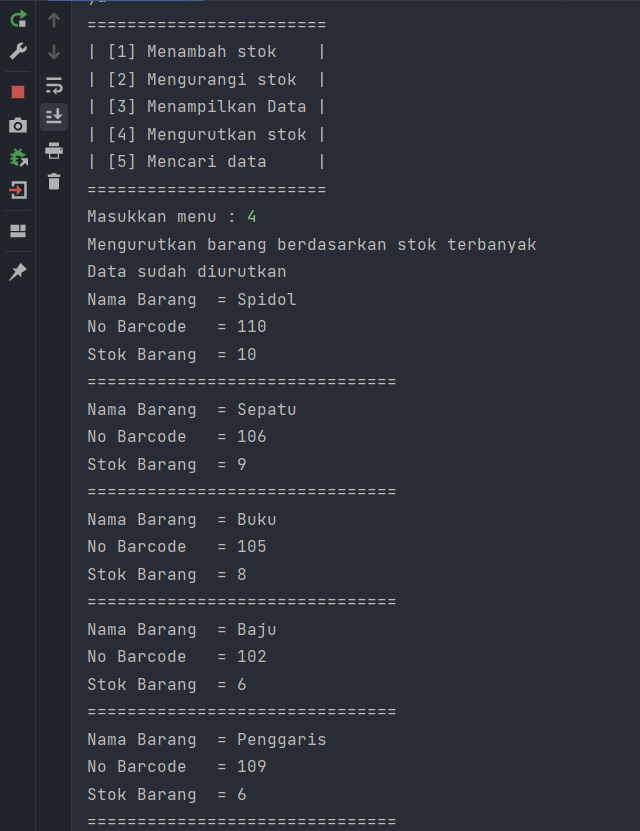 ========================
| [1] Menambah stok    |
| [2] Mengurangi stok  |
| [3] Menampilkan Data |
| [4] Mengurutkan stok |
| [5] Mencari data     |
========================
Masukkan menu : 4
Mengurutkan barang berdasarkan stok terbanyak
Data sudah diurutkan
Nama Barang  = Spidol
No Barcode   = 110
Stok Barang  = 10
===============================
Nama Barang  = Sepatu
No Barcode   = 106
Stok Barang  = 9
===============================
Nama Barang  = Buku
No Barcode   = 105
Stok Barang  = 8
===============================
Nama Barang  = Baju
No Barcode   = 102
Stok Barang  = 6
===============================
Nama Barang  = Penggaris
No Barcode   = 109
Stok Barang  = 6
===============================